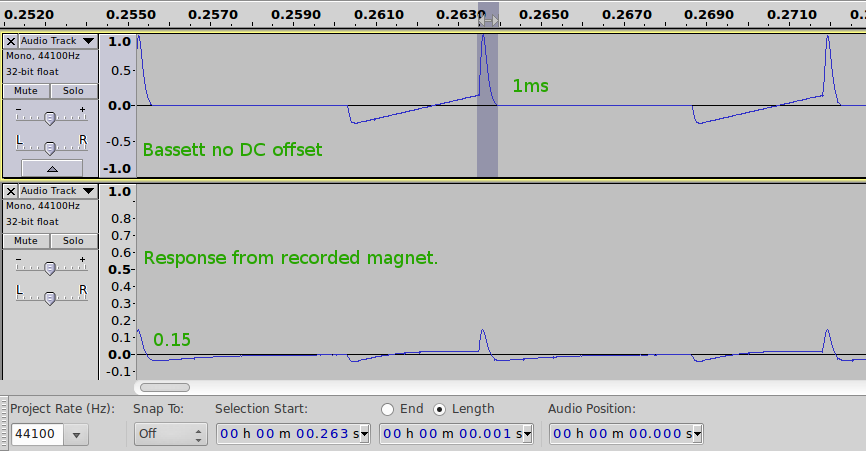 0.2520 0.2550 0.2570 0.2590 0.2610 0.2630 0.2650 0.2670 0.2690 0.2710
Audio Track
Mono, 44100Hz
32-bit float
Mute Solo
- +
L R
1.0
0.5
0.0
-0.5
-1.0
1ms
Bassett no DC offset
Audio Track
Mono, 44100Hz
32-bit float
Mute Solo
- +
L R
1.0
0.8
0.7
0.6
0.5
0.4
0.3
0.2
0.1
0.0
-0.1
Response from recorded magnet.
0.15
Project Rate (Hz): Snap To: Selection Start: End Length Audio Position:
44100 Off 00 h 00 m 00.263 s 00 h 00 m 00.001 s 00 h 00 m 00.000 s